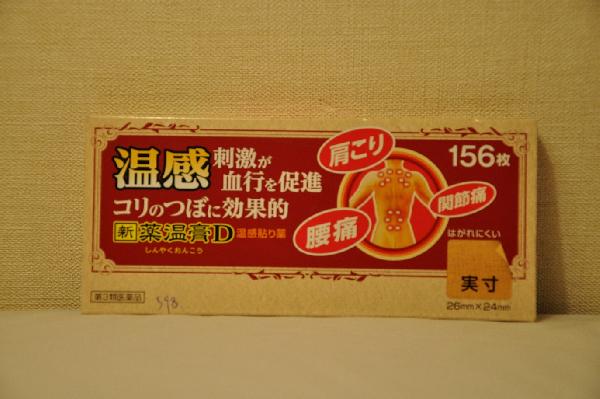 温感 刺激が
血行を促進
コリのつぼに効果的
新 薬温膏D 温感貼り薬
しんやくおんこう
第3類医薬品
598
肩こり
腰痛
関節痛
156枚
はがれにくい
実寸
26mm×24mm